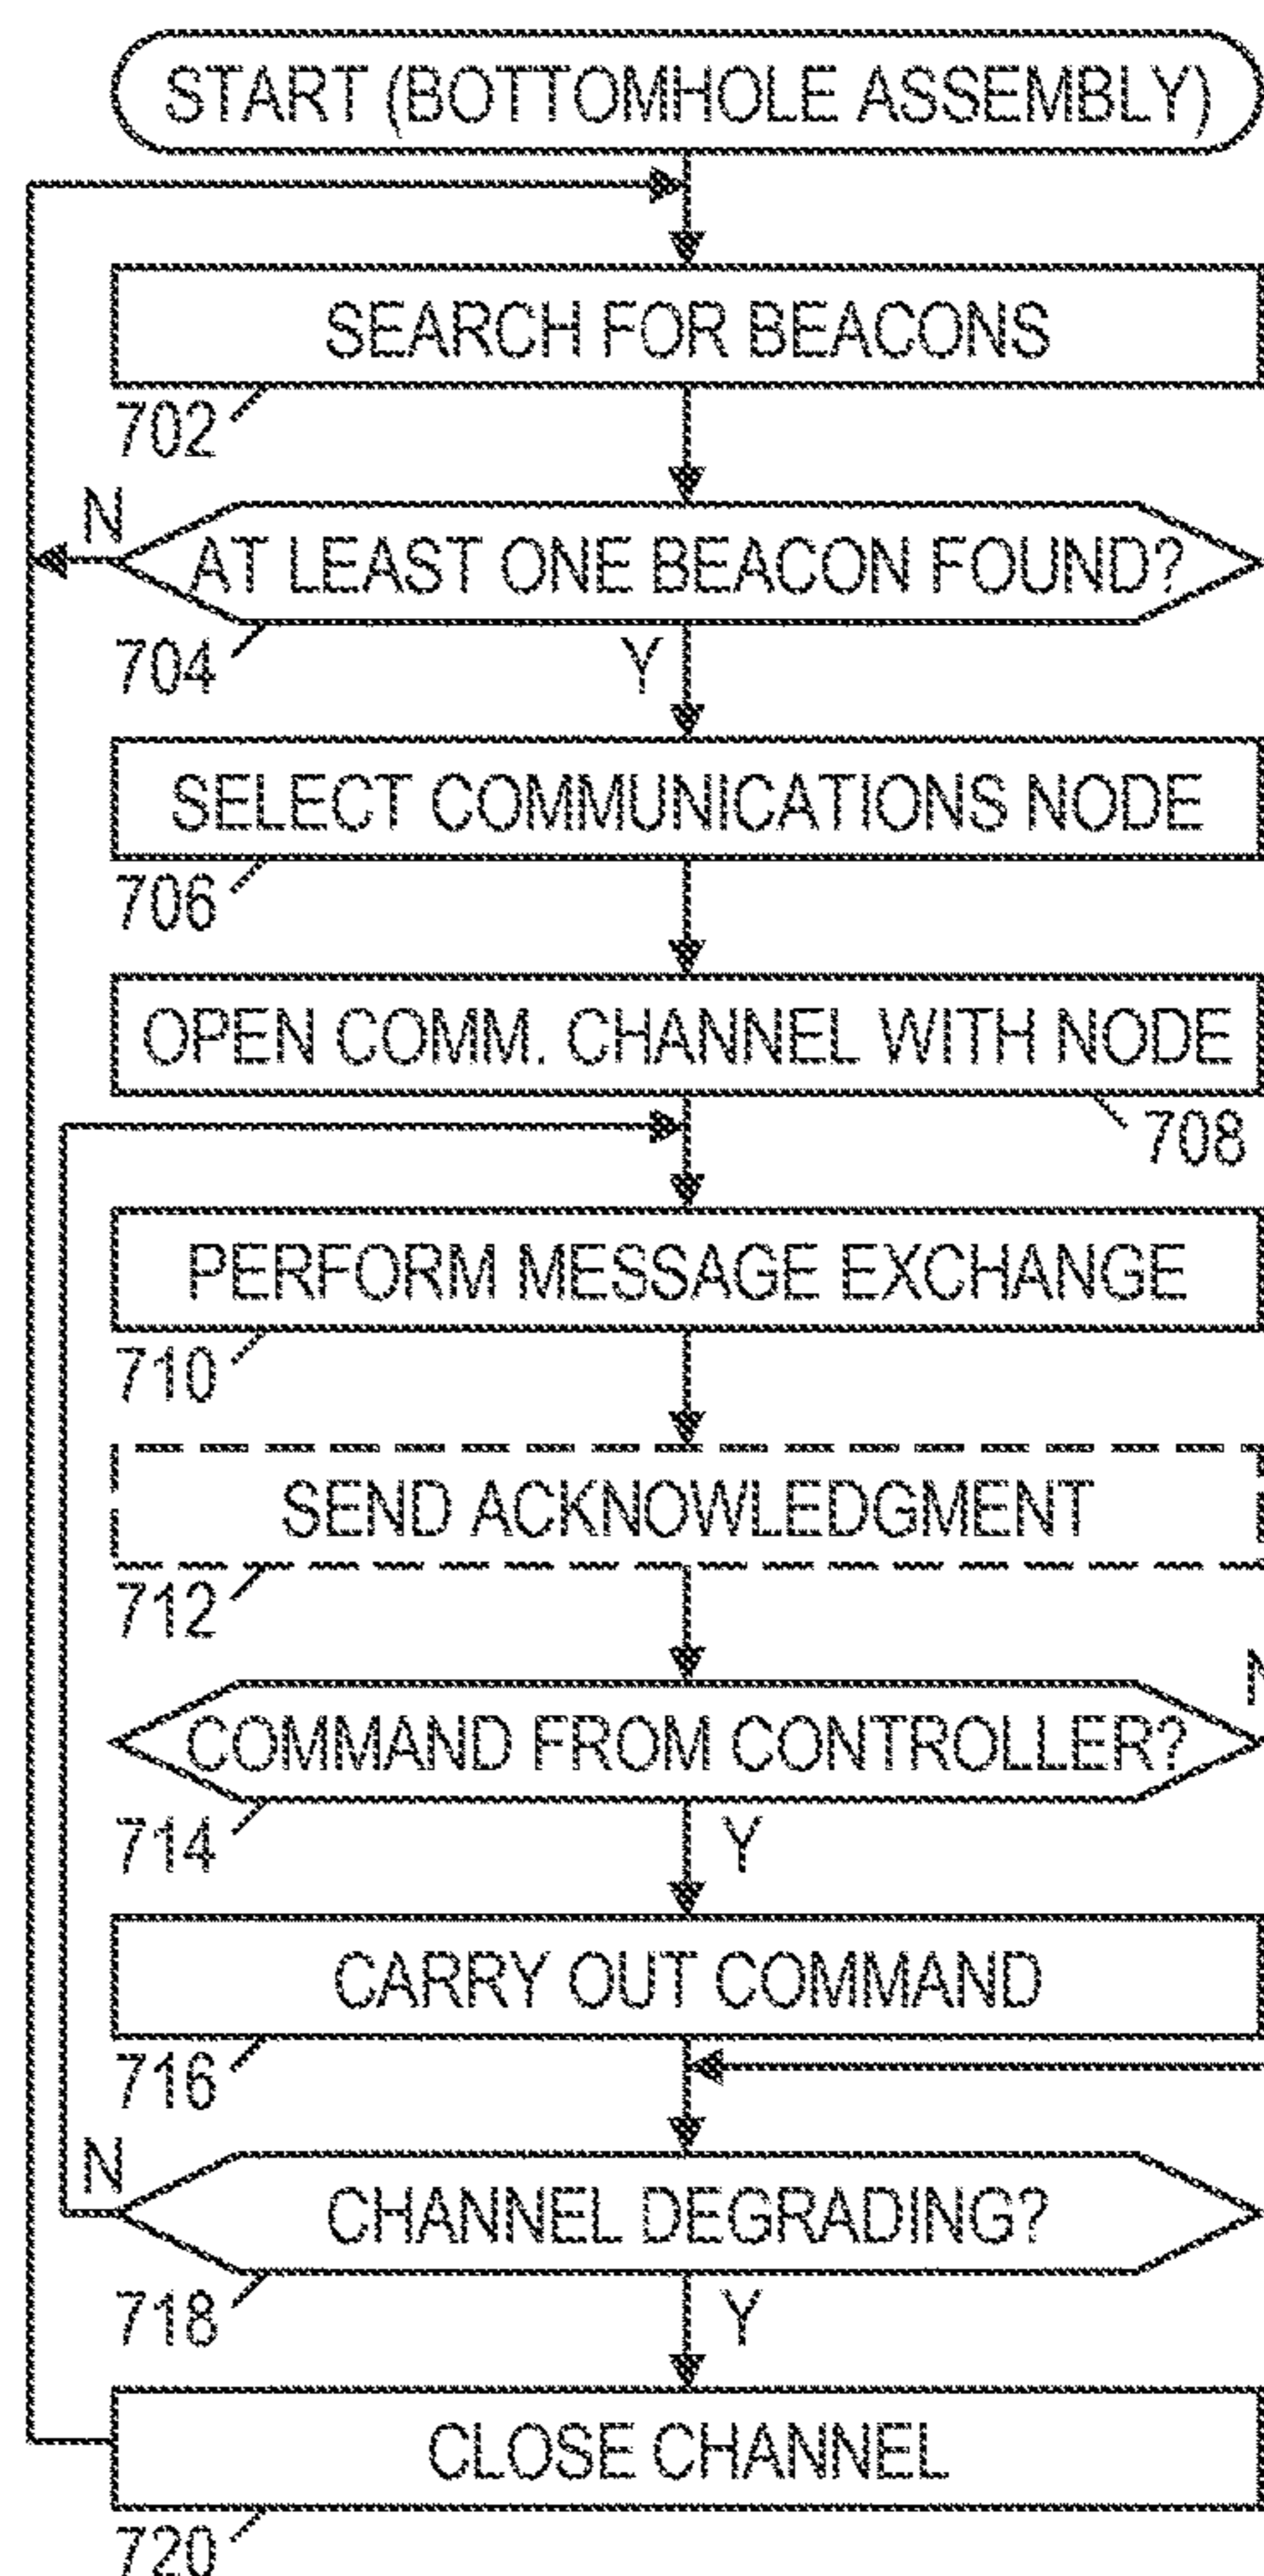 START (BOTTOMHOLE ASSEMBLY)
SEARCH FOR BEACONS
702
N
AT LEAST ONE BEACON FOUND?
704
Y
SELECT COMMUNICATIONS NODE
706
OPEN COMM. CHANNEL WITH NODE
708
PERFORM MESSAGE EXCHANGE
710
SEND ACKNOWLEDGMENT
712
N
COMMAND FROM CONTROLLER?
714
Y
CARRY OUT COMMAND
716
N
CHANNEL DEGRADING?
718
Y
CLOSE CHANNEL
720